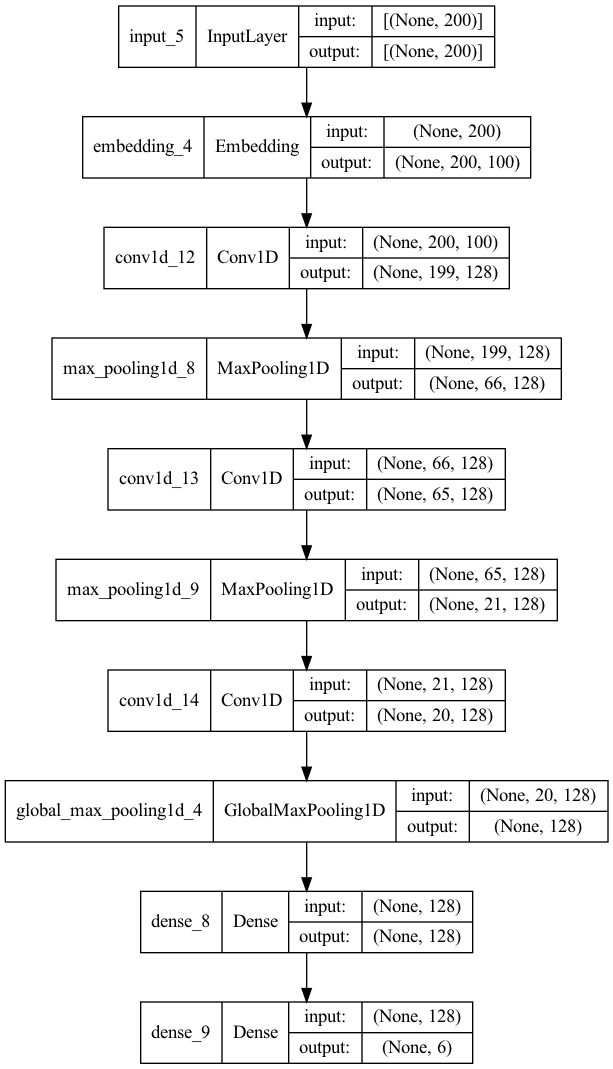 input_5 InputLayer input: [(None, 200)]
output: [(None, 200)]
embedding_4 Embedding input: (None, 200)
output: (None, 200, 100)
conv1d_12 Conv1D input: (None, 200, 100)
output: (None, 199, 128)
max_pooling1d_8 MaxPooling1D input: (None, 199, 128)
output: (None, 66, 128)
conv1d_13 Conv1D input: (None, 66, 128)
output: (None, 65, 128)
max_pooling1d_9 MaxPooling1D input: (None, 65, 128)
output: (None, 21, 128)
conv1d_14 Conv1D input: (None, 21, 128)
output: (None, 20, 128)
global_max_pooling1d_4 GlobalMaxPooling1D input: (None, 20, 128)
output: (None, 128)
dense_8 Dense input: (None, 128)
output: (None, 128)
dense_9 Dense input: (None, 128)
output: (None, 6)